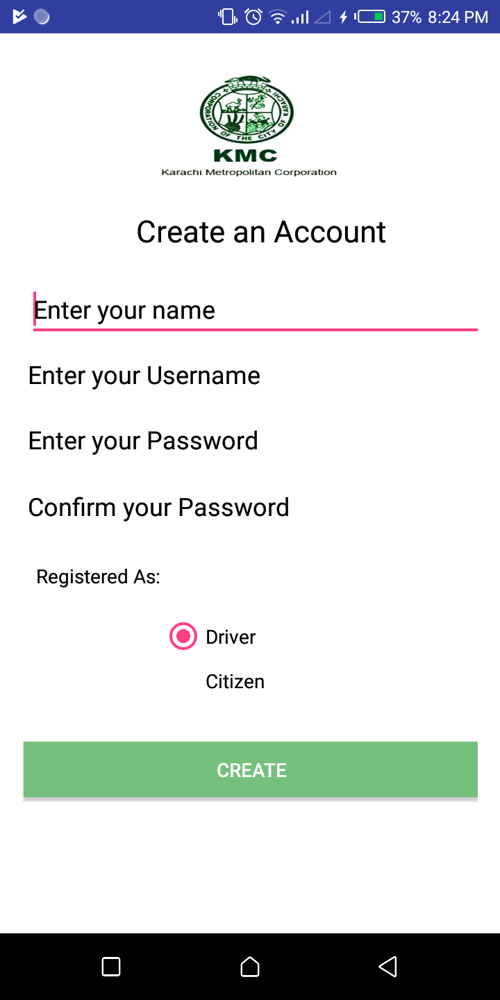 37% 8:24 PM
CORPORATION OF THE CITY OF KARACHI
KMC
Karachi Metropolitan Corporation
Create an Account
Enter your name
Enter your Username
Enter your Password
Confirm your Password
Registered As:
Driver
Citizen
CREATE